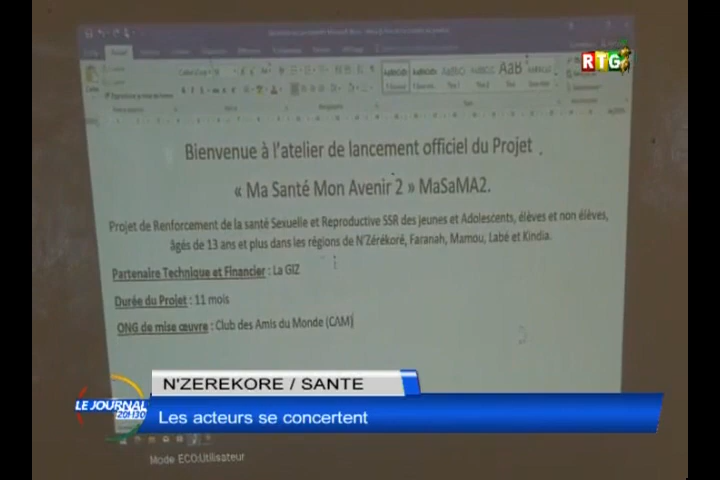 RTG
Bienvenue à l'atelier de lancement officiel du Projet .
« Ma Santé Mon Avenir 2 » MaSaMA2.
Projet de Renforcement de la santé Sexuelle et Reproductive SSR des jeunes et Adolescents, élèves et non élèves,
âgés de 13 ans et plus dans les régions de N'Zérékoré, Faranah, Mamou, Labé et Kindia.
Partenaire Technique et Financier : La GIZ
Durée du Projet : 11 mois
ONG de mise œuvre : Club des Amis du Monde (CAM)
N'ZEREKORE / SANTE
LE JOURNAL
20H30
Les acteurs se concertent
Mode ECO:Utilisateur